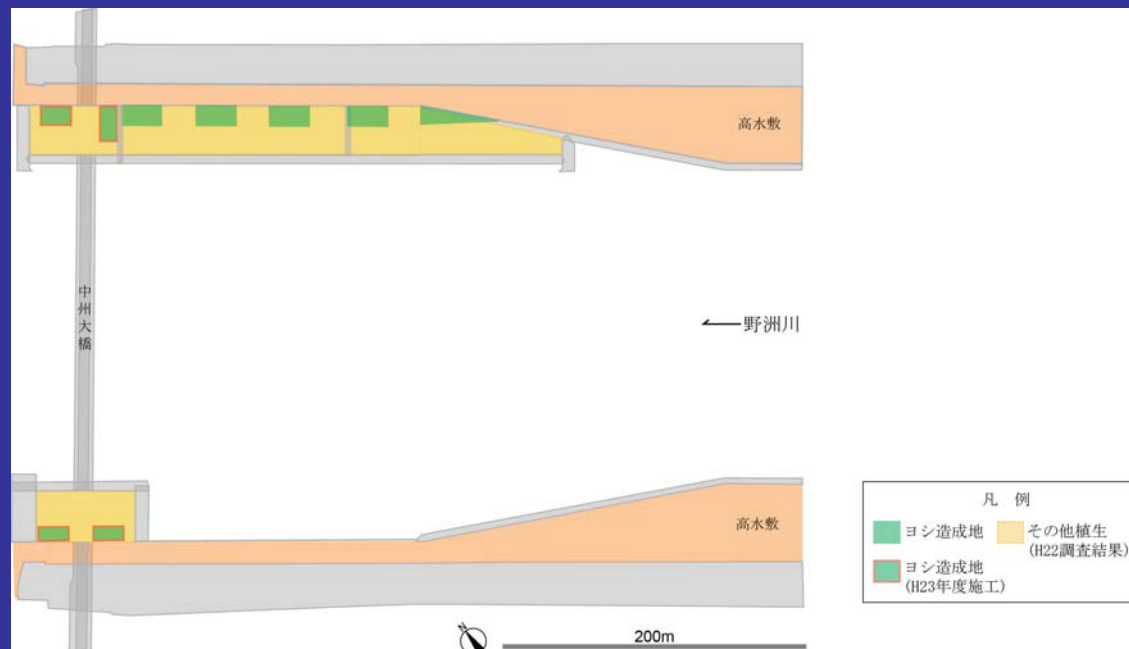 高水敷
中州大橋
野洲川
高水敷
凡 例
ヨシ造成地
その他植生
(H22調査結果)
ヨシ造成地
(H23年度施工)
N
200m